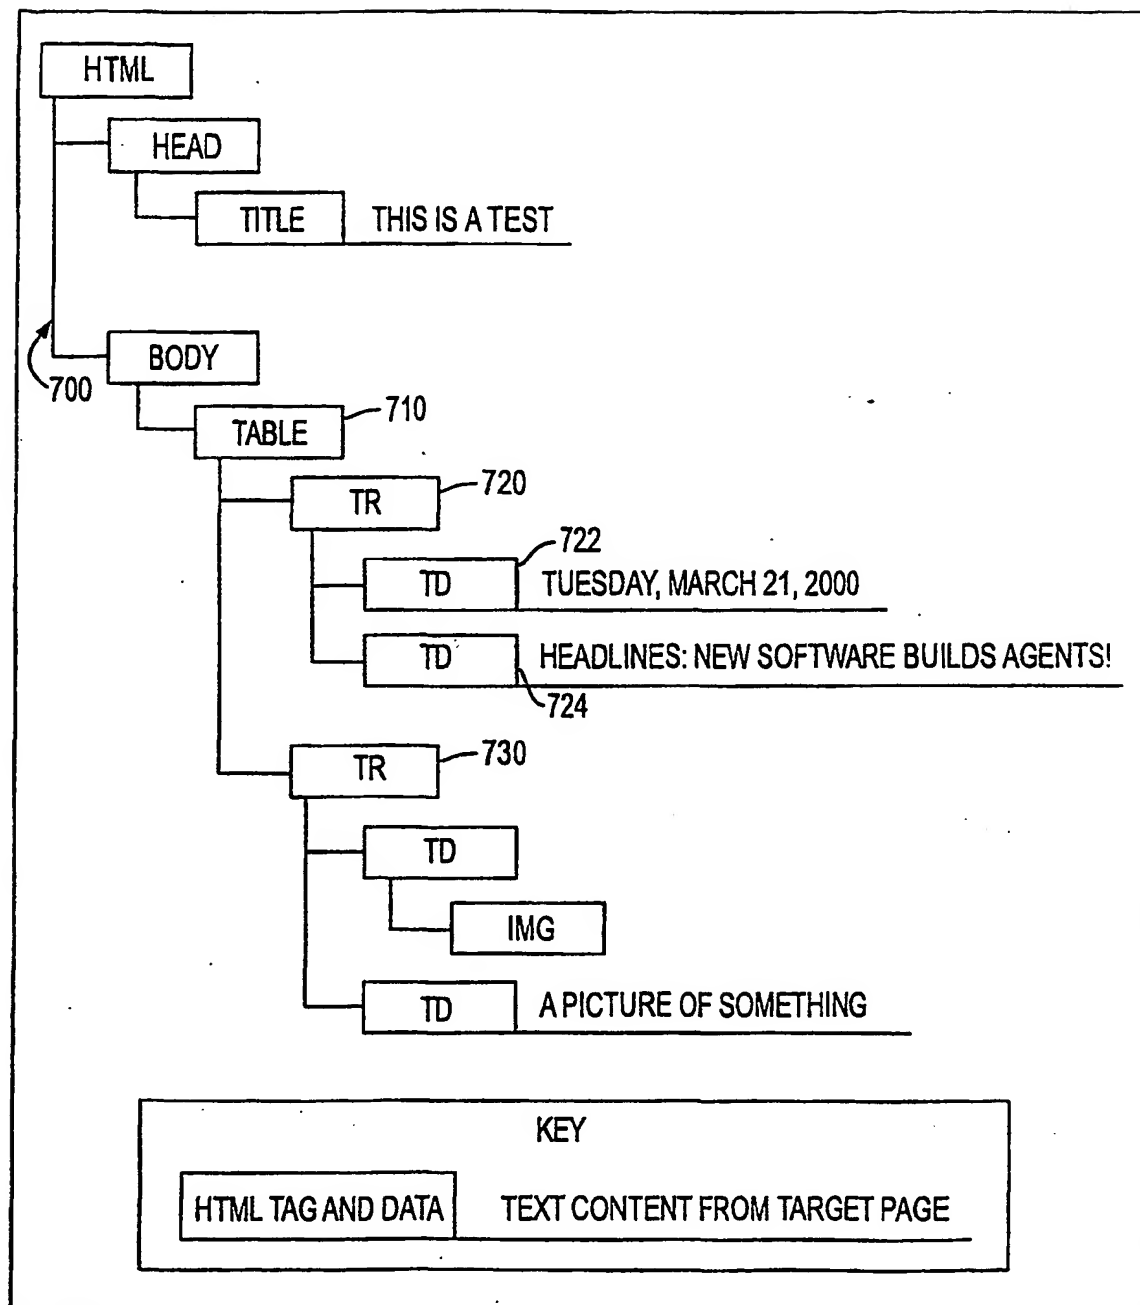 HTML
HEAD
TITLE THIS IS A TEST
700
BODY
710
TABLE
720
TR
722
TD TUESDAY, MARCH 21, 2000
TD HEADLINES: NEW SOFTWARE BUILDS AGENTS!
724
730
TR
TD
IMG
TD A PICTURE OF SOMETHING
KEY
HTML TAG AND DATA TEXT CONTENT FROM TARGET PAGE